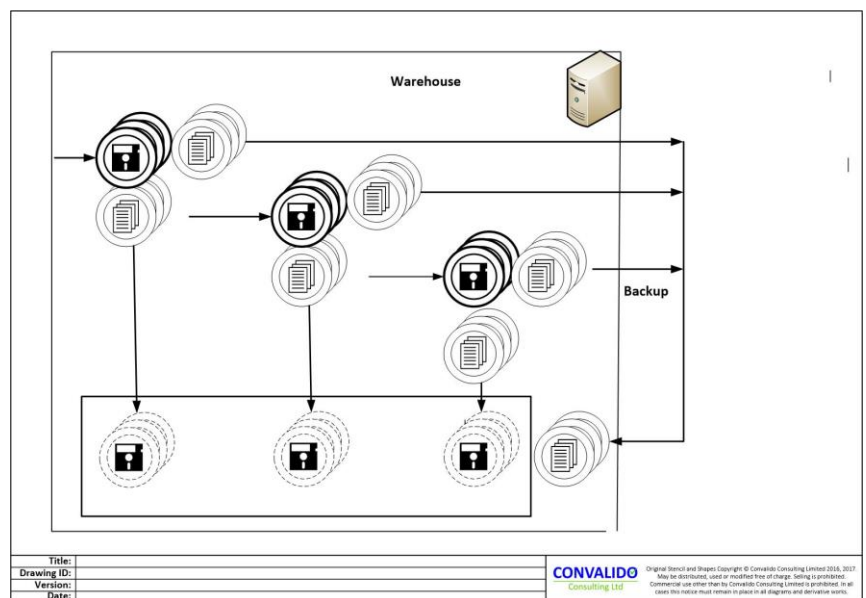 Warehouse
Backup
Title:
Drawing ID:
Version:
Date:
CONVALIDO
Consulting Ltd
Original Stencil and Shapes Copyright © Convalido Consulting Limited 2016, 2017
May be distributed, used or modified free of charge. Selling is prohibited.
Commercial use other than by Convalido Consulting Limited is prohibited. In all
cases this notice must remain in place in all diagrams and derivative works.